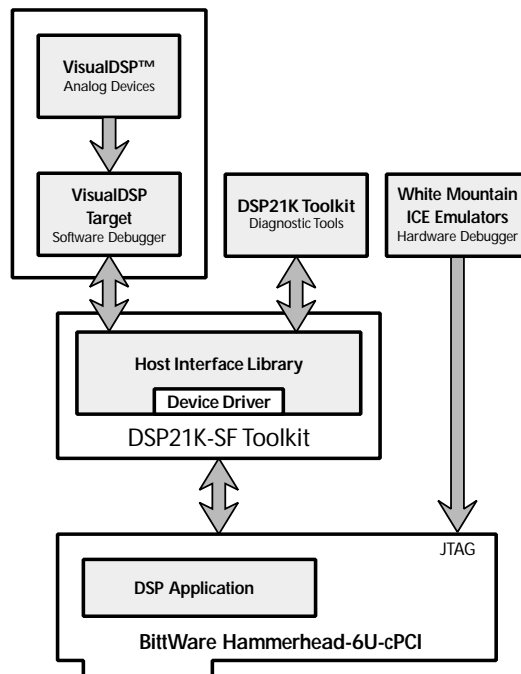 VisualDSP™
Analog Devices
VisualDSP
Target
Software Debugger
DSP21K Toolkit
Diagnostic Tools
White Mountain
ICE Emulators
Hardware Debugger
Host Interface Library
Device Driver
DSP21K-SF Toolkit
JTAG
DSP Application
BittWare Hammerhead-6U-cPCI